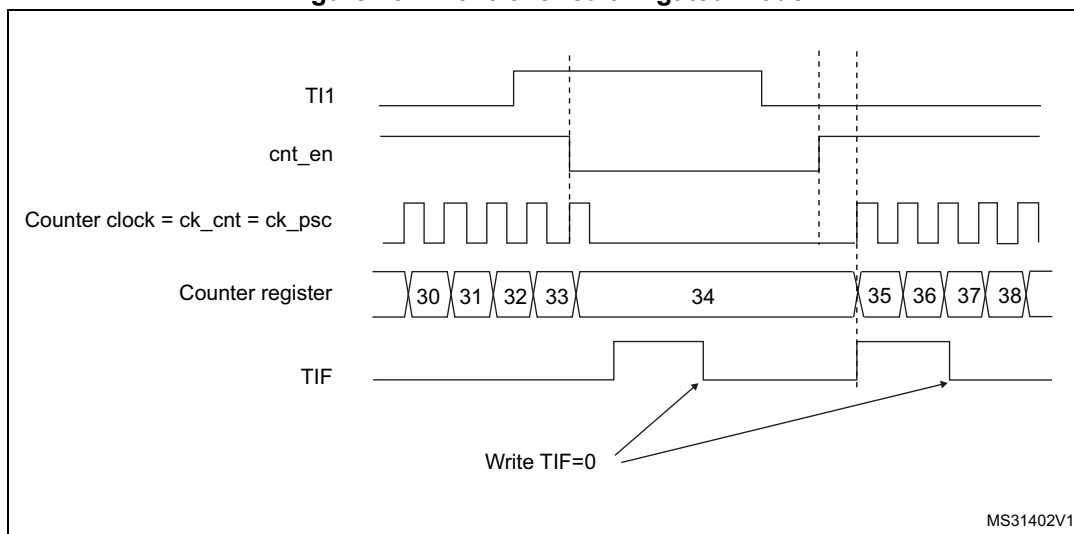 TI1
cnt_en
Counter clock = ck_cnt = ck_psc
Counter register
30 31 32 33 34 35 36 37 38
TIF
Write TIF=0
MS31402V1